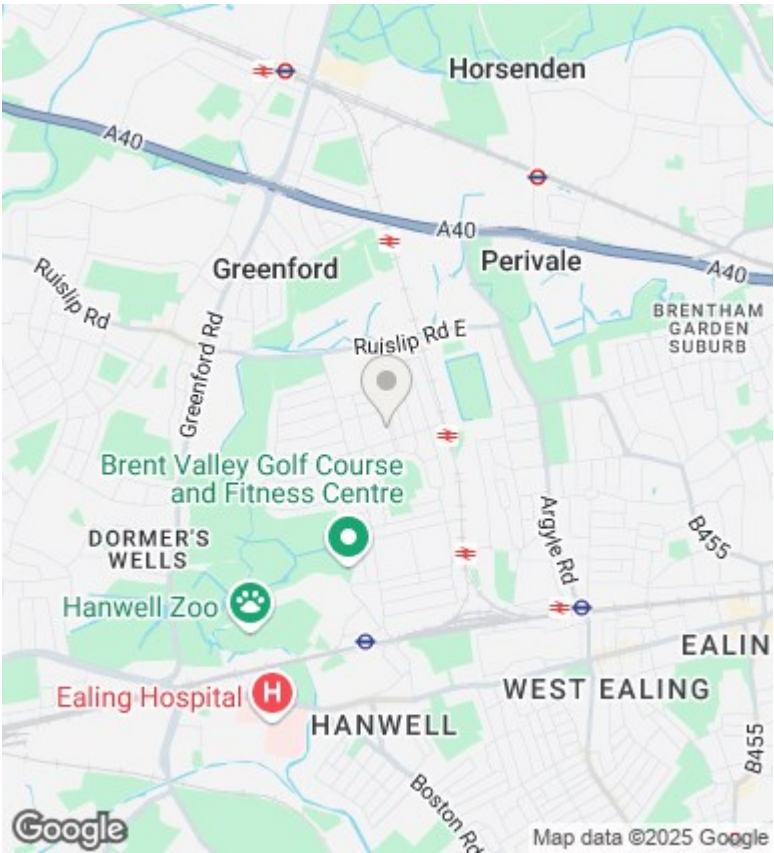 Horsenden
A40
A40
Greenford
Perivale
A40
Ruislip Rd
BRENTHAM
GARDEN
SUBURB
Greenford Rd
Ruislip Rd E
Brent Valley Golf Course
and Fitness Centre
Argyle Rd
B455
DORMER'S
WELLS
Hanwell Zoo
EALIN
Ealing Hospital
H
WEST EALING
HANWELL
B455
Boston Rd
Google
Map data ©2025 Google